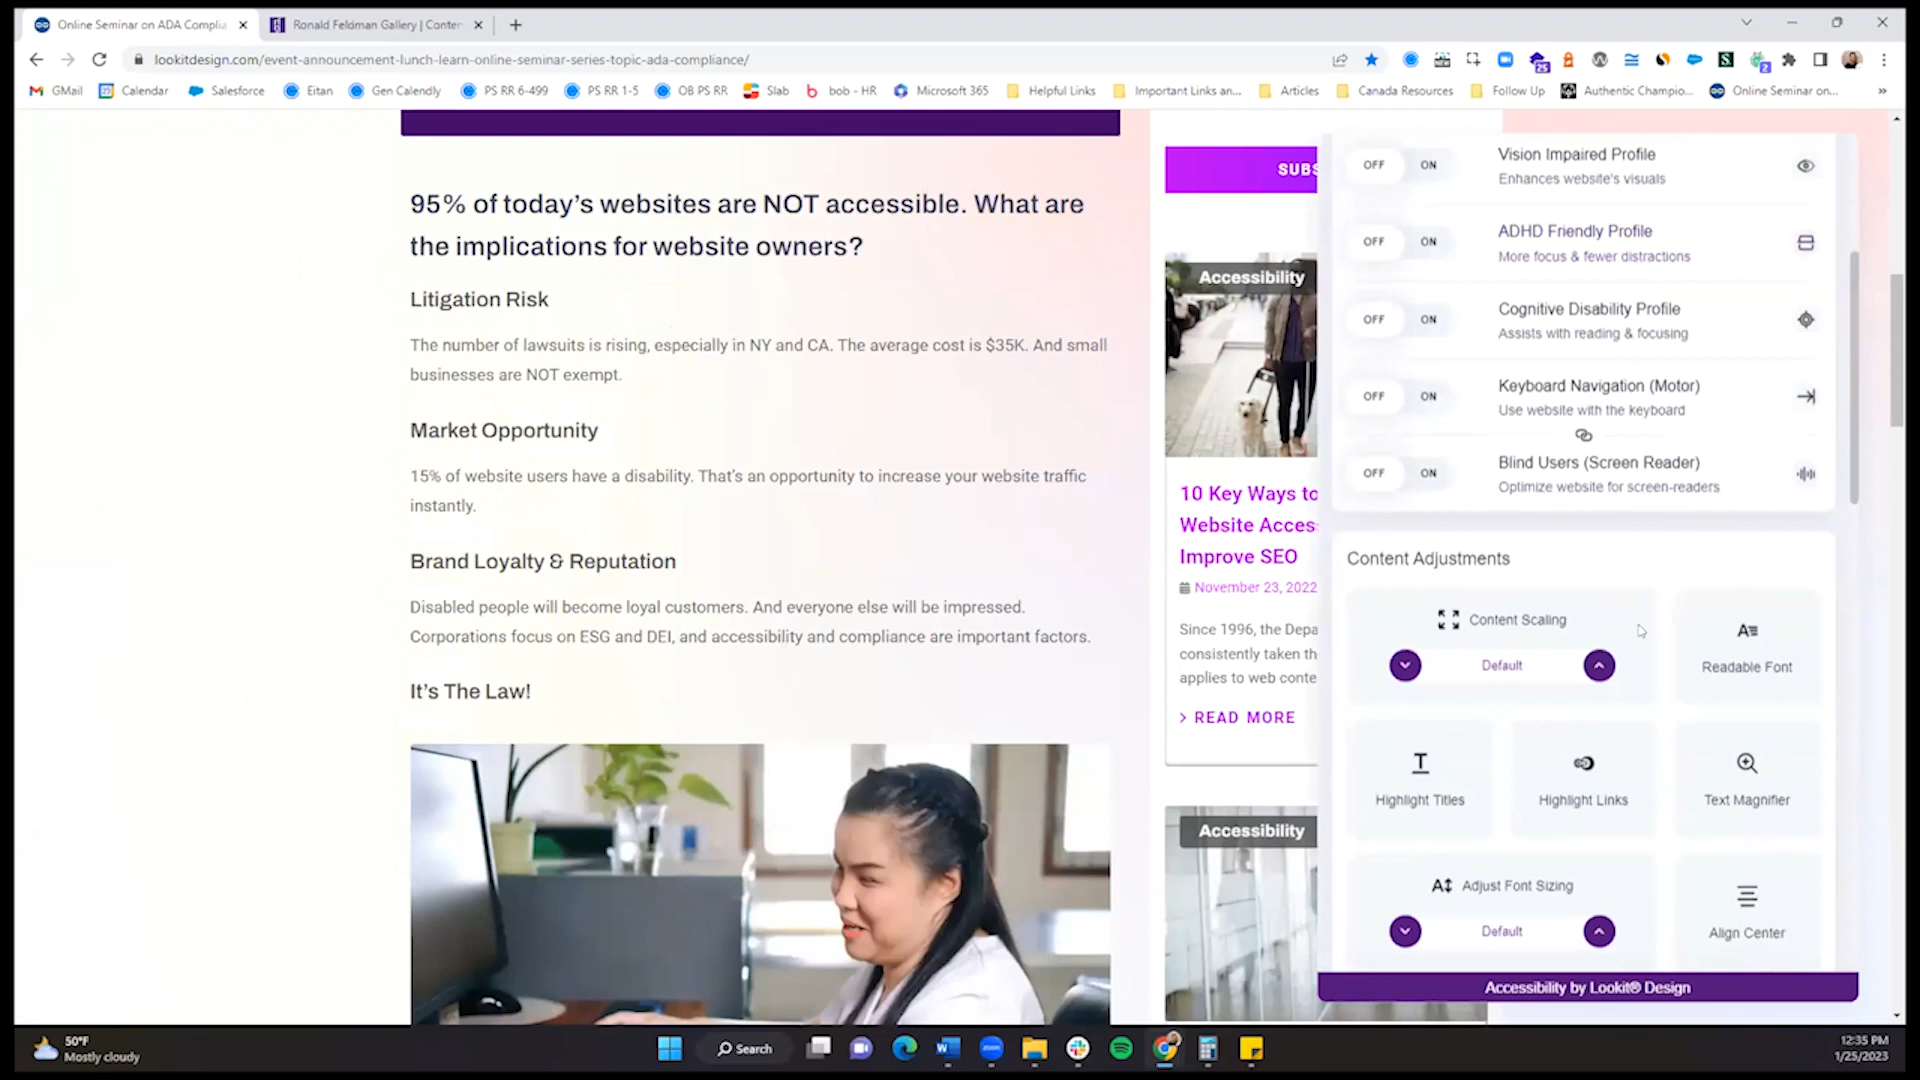 Online Seminar on ADA Complia
Ronald Feldman Gallery | Conter
lookitdesign.com/event-announcement-lunch-learn-online-seminar-series-topic-ada-compliance/
25
2
GMail
Calendar
Salesforce
Eitan
Gen Calendly
PS RR 6-499
PS RR 1-5
OB PS RR
Slab
bob - HR
Microsoft 365
Helpful Links
Important Links an...
Articles
Canada Resources
Follow Up
Authentic Champio...
Online Seminar on...
95% of today's websites are NOT accessible. What are
the implications for website owners?
Litigation Risk
The number of lawsuits is rising, especially in NY and CA. The average cost is $35K. And small
businesses are NOT exempt.
Market Opportunity
15% of website users have a disability. That's an opportunity to increase your website traffic
instantly.
Brand Loyalty & Reputation
Disabled people will become loyal customers. And everyone else will be impressed.
Corporations focus on ESG and DEI, and accessibility and compliance are important factors.
It's The Law!
SUBS
Accessibility
10 Key Ways to
Website Acces
Improve SEO
November 23, 2022
Since 1996, the Depa
consistently taken th
applies to web conte
> READ MORE
Accessibility
OFF
ON
Vision Impaired Profile
Enhances website's visuals
OFF
ON
ADHD Friendly Profile
More focus & fewer distractions
OFF
ON
Cognitive Disability Profile
Assists with reading & focusing
OFF
ON
Keyboard Navigation (Motor)
Use website with the keyboard
OFF
ON
Blind Users (Screen Reader)
Optimize website for screen-readers
Content Adjustments
Content Scaling
Default
Readable Font
Highlight Titles
Highlight Links
Text Magnifier
Adjust Font Sizing
Default
Align Center
Accessibility by Lookit® Design
50°F
Mostly cloudy
Search
12:35 PM
1/25/2023